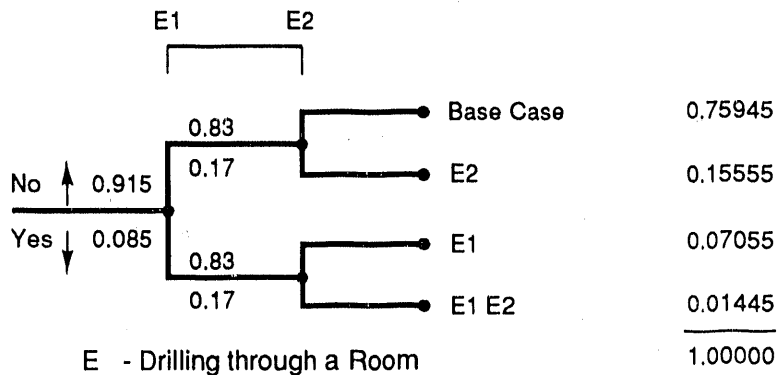 E1 E2
Base Case 0.75945
0.83
0.17
E2 0.15555
No 0.915
Yes 0.085
E1 0.07055
0.83
0.17
E1 E2 0.01445
1.00000
E - Drilling through a Room